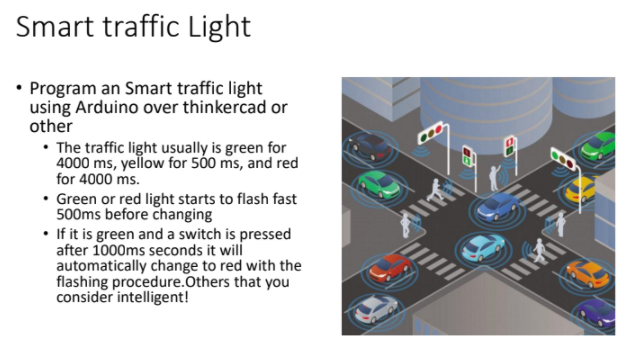 Smart traffic Light
• Program an Smart traffic light
using Arduino over thinkercad or
other
• The traffic light usually is green for
4000 ms, yellow for 500 ms, and red
for 4000 ms.
• Green or red light starts to flash fast
500ms before changing
• If it is green and a switch is pressed
after 1000ms seconds it will
automatically change to red with the
flashing procedure.Others that you
consider intelligent!